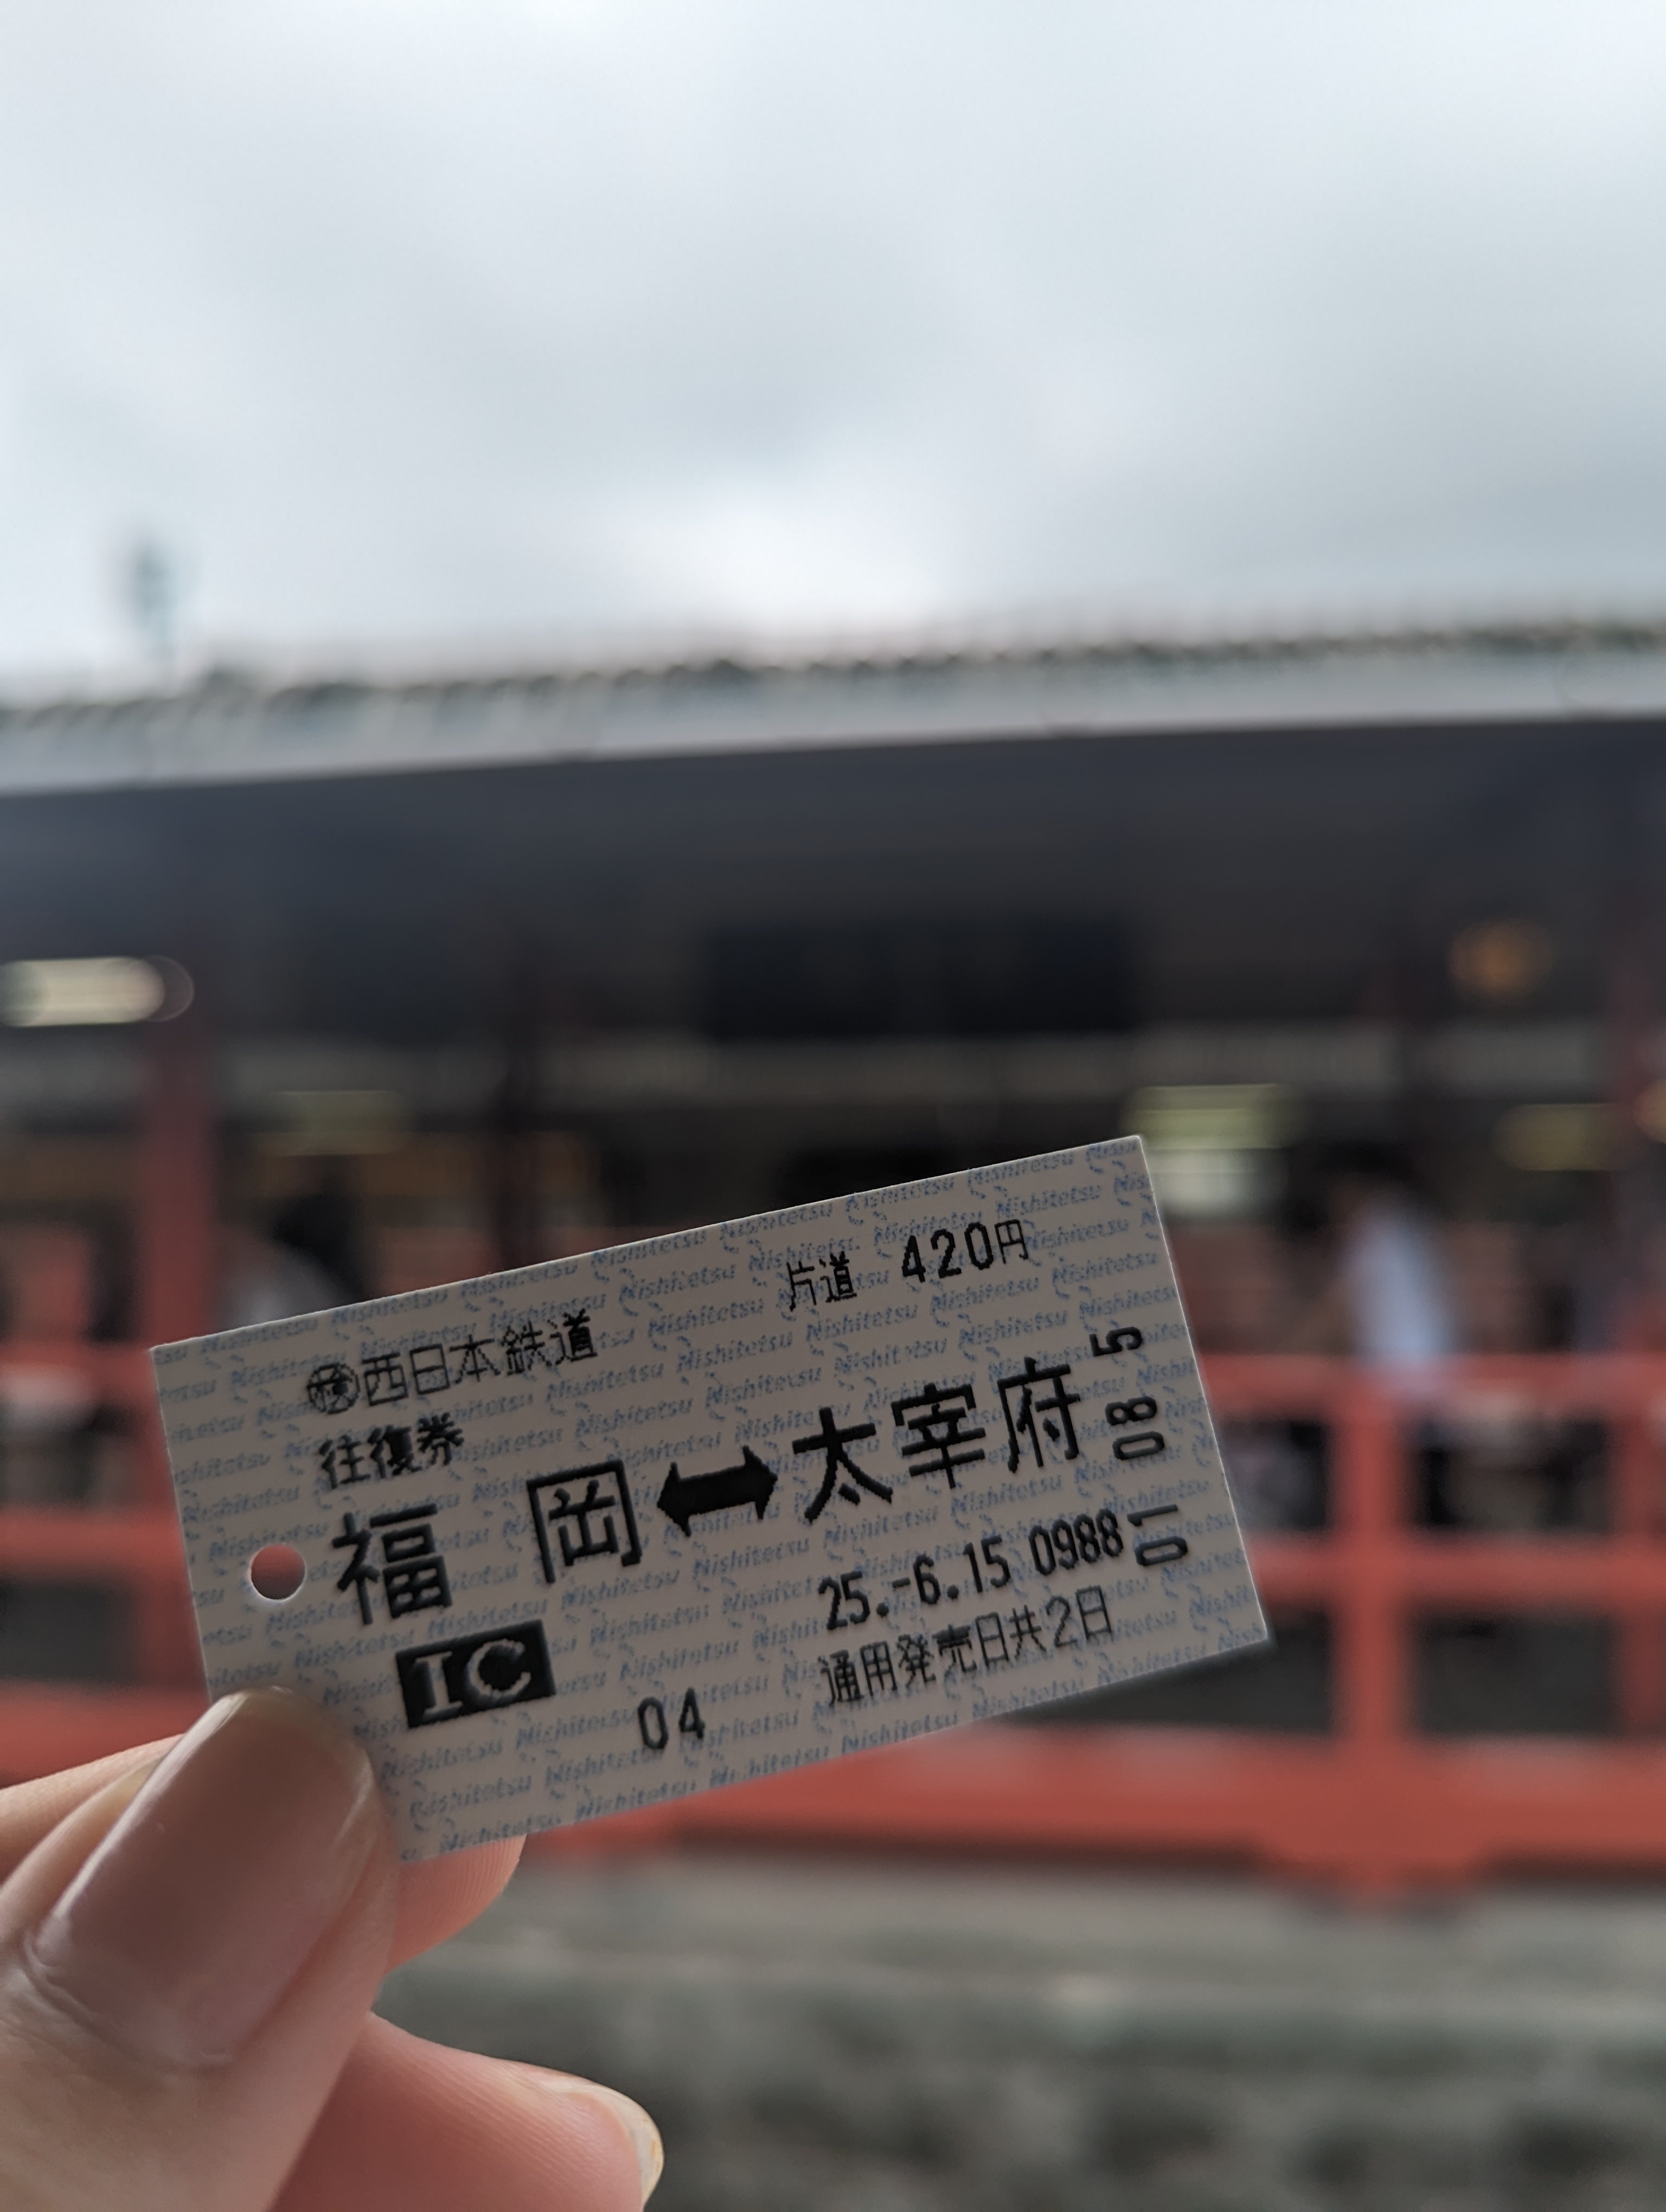 西日本鉄道 片道 420円
往復券
福岡↔太宰府
25.-6.15 0988
IC
通用発売日共2日
04
01 08 5
Nishitetsu